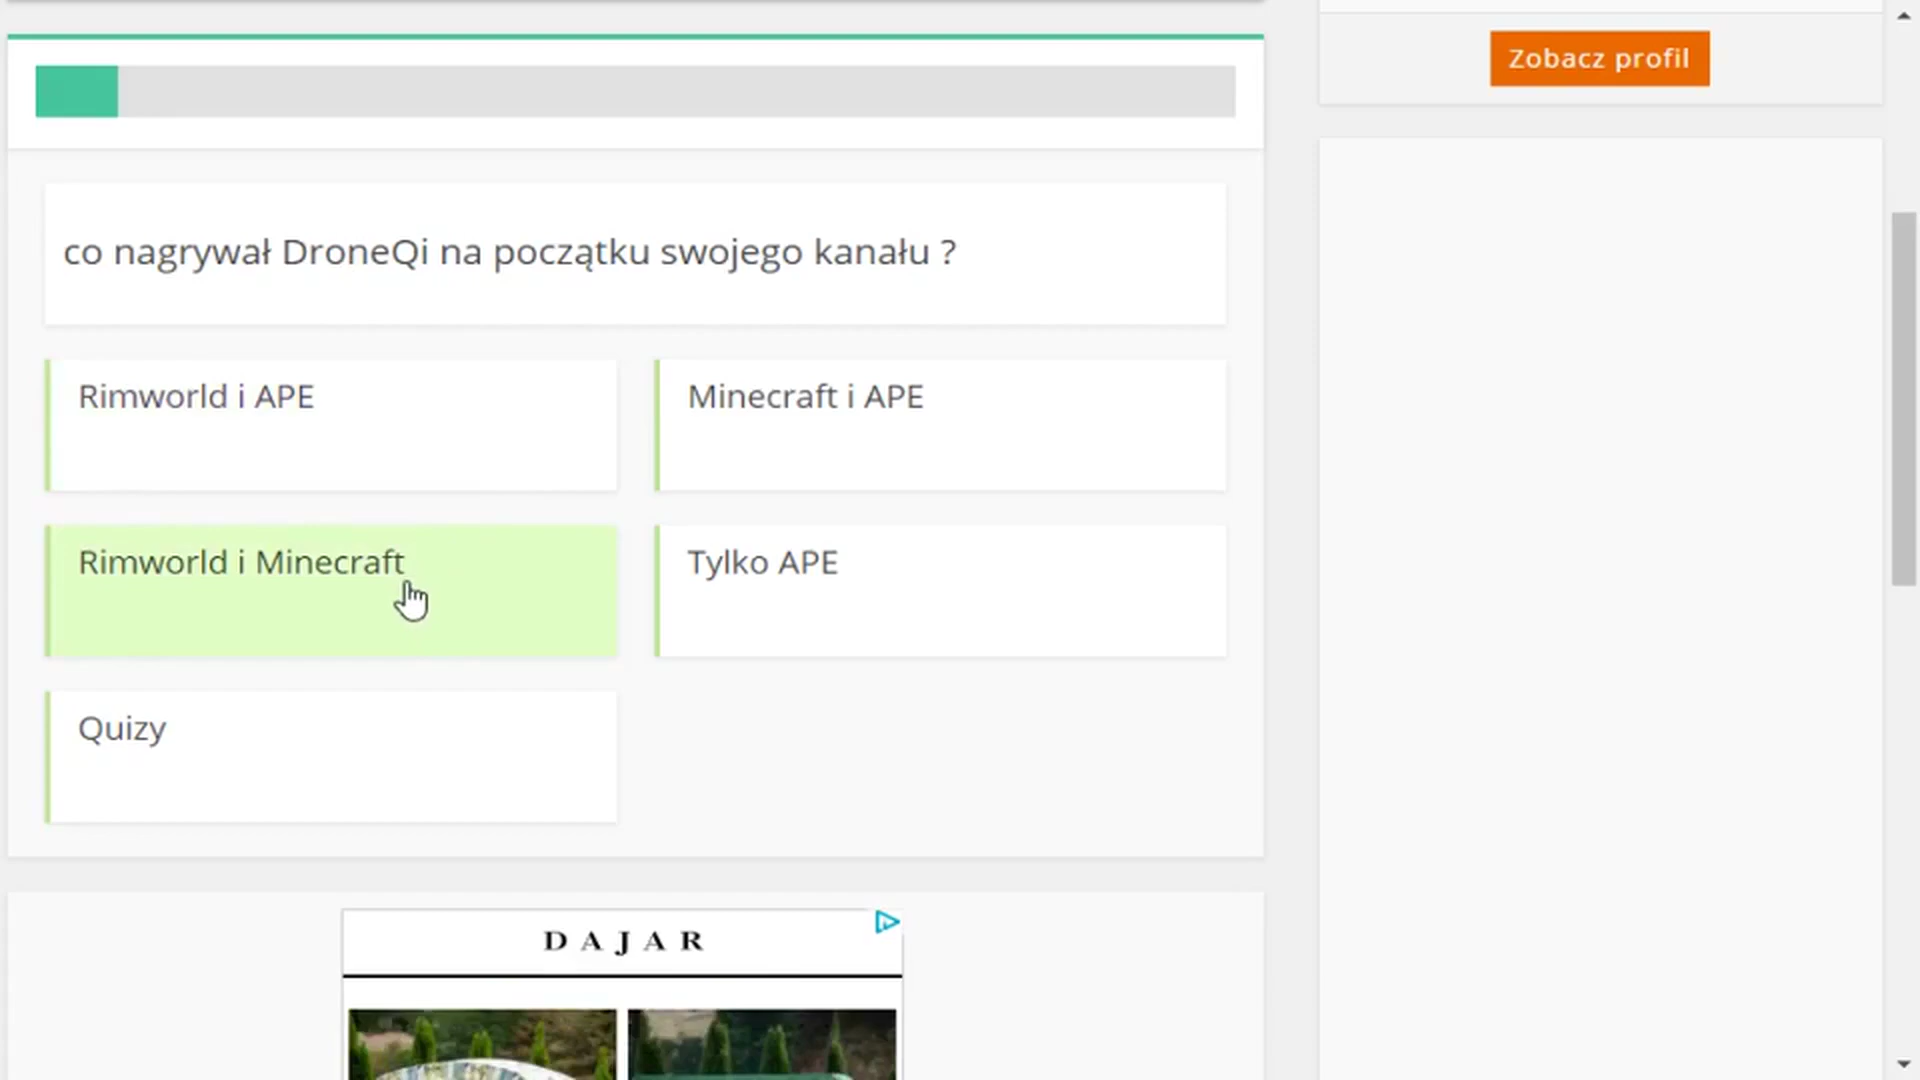 Zobacz profil
co nagrywał DroneQi na początku swojego kanału ?
Rimworld i APE
Minecraft i APE
Rimworld i Minecraft
Tylko APE
Quizy
DAJAR